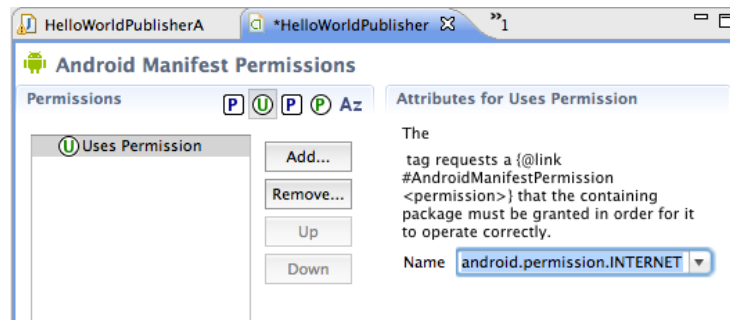 HelloWorldPublisherA
*HelloWorldPublisher
»1
Android Manifest Permissions
Permissions
P U P P Az
Uses Permission
Add...
Remove...
Up
Down
Attributes for Uses Permission
The
tag requests a {@link
#AndroidManifestPermission
<permission>} that the containing
package must be granted in order for it
to operate correctly.
Name android.permission.INTERNET